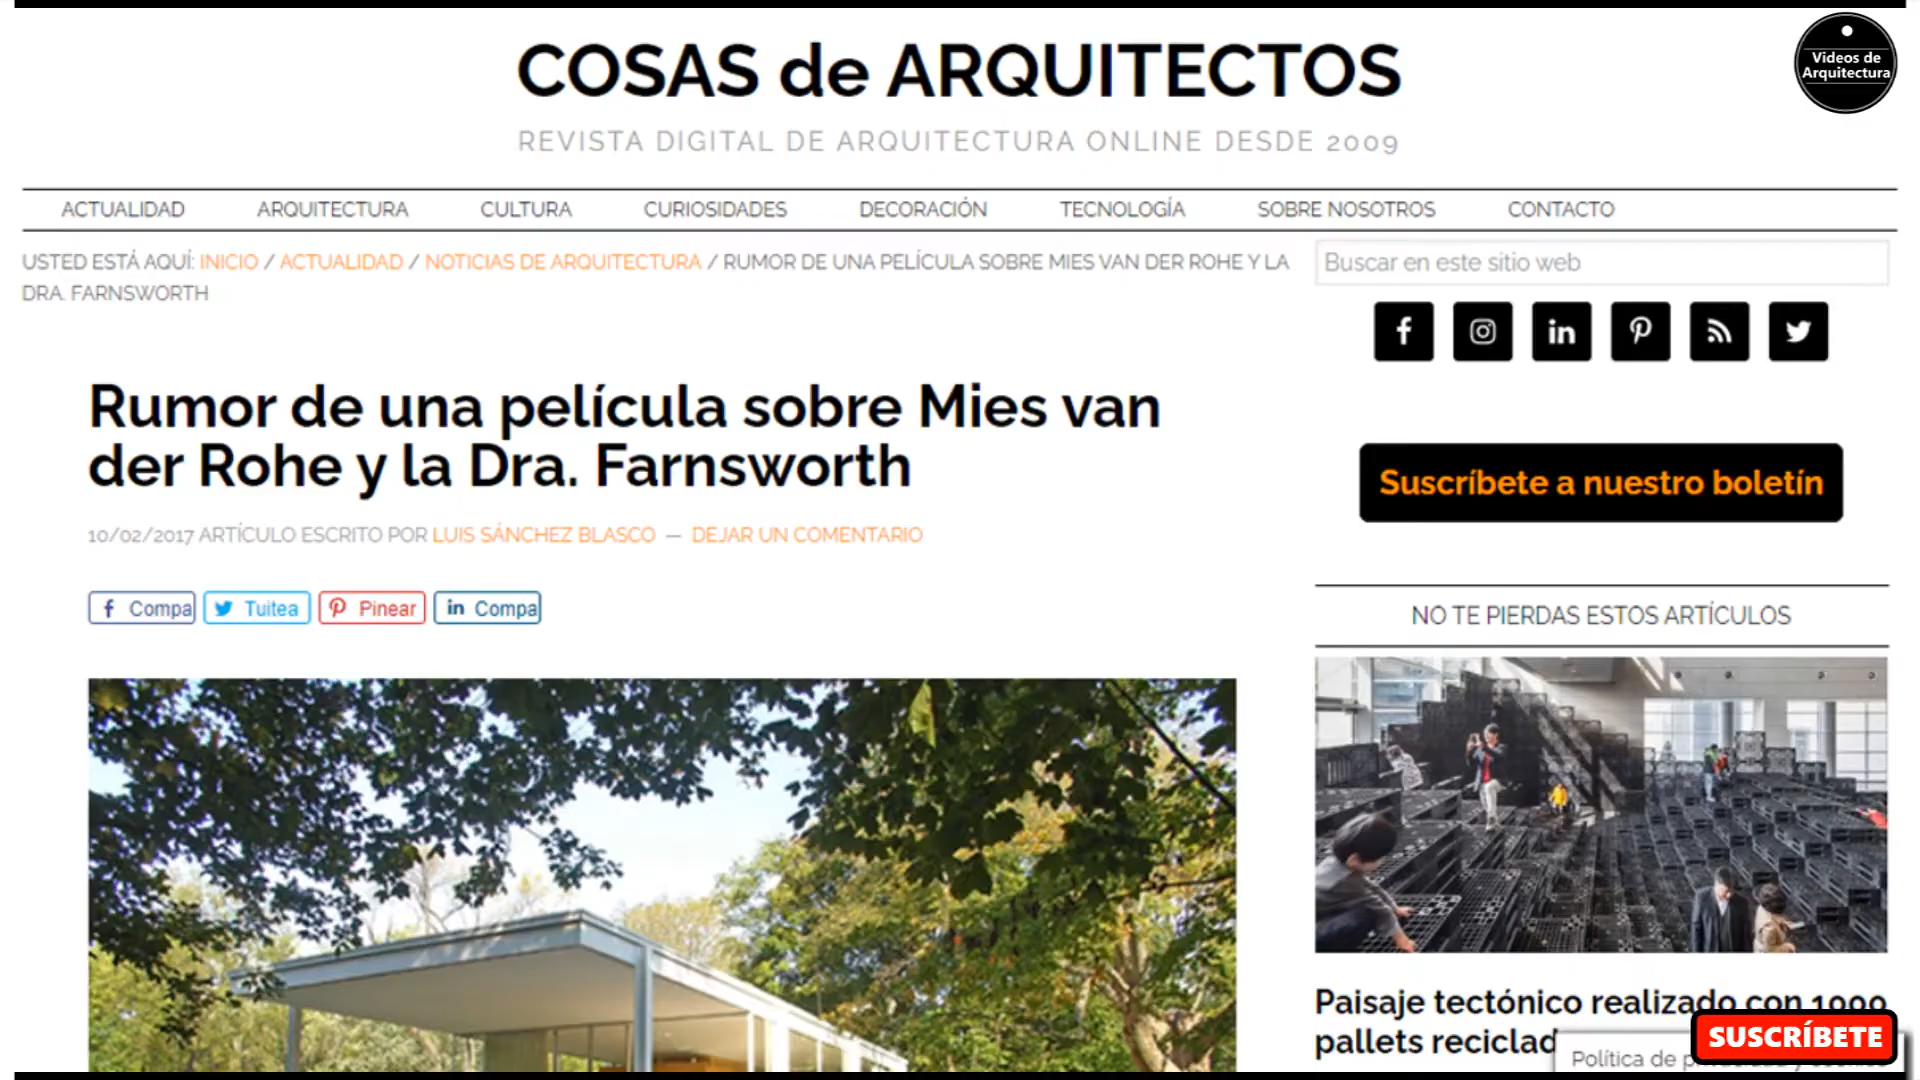 COSAS de ARQUITECTOS
Videos de
Arquitectura
REVISTA DIGITAL DE ARQUITECTURA ONLINE DESDE 2009
ACTUALIDAD ARQUITECTURA CULTURA CURIOSIDADES DECORACIÓN TECNOLOGÍA SOBRE NOSOTROS CONTACTO
USTED ESTÁ AQUÍ: INICIO / ACTUALIDAD / NOTICIAS DE ARQUITECTURA / RUMOR DE UNA PELÍCULA SOBRE MIES VAN DER ROHE Y LA
DRA. FARNSWORTH
Buscar en este sitio web
Rumor de una película sobre Mies van
der Rohe y la Dra. Farnsworth
10/02/2017 ARTÍCULO ESCRITO POR LUIS SÁNCHEZ BLASCO — DEJAR UN COMENTARIO
Compa Tuitea Pinear Compa
Suscríbete a nuestro boletín
NO TE PIERDAS ESTOS ARTÍCULOS
Paisaje tectónico realizado con 1000
pallets reciclad
Política de
SUSCRÍBETE